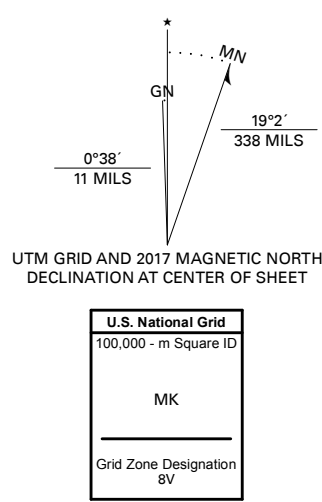 ★
MN
GN
19°2´
338 MILS
0°38´
11 MILS
UTM GRID AND 2017 MAGNETIC NORTH
DECLINATION AT CENTER OF SHEET
U.S. National Grid
100,000 - m Square ID
MK
Grid Zone Designation
8V